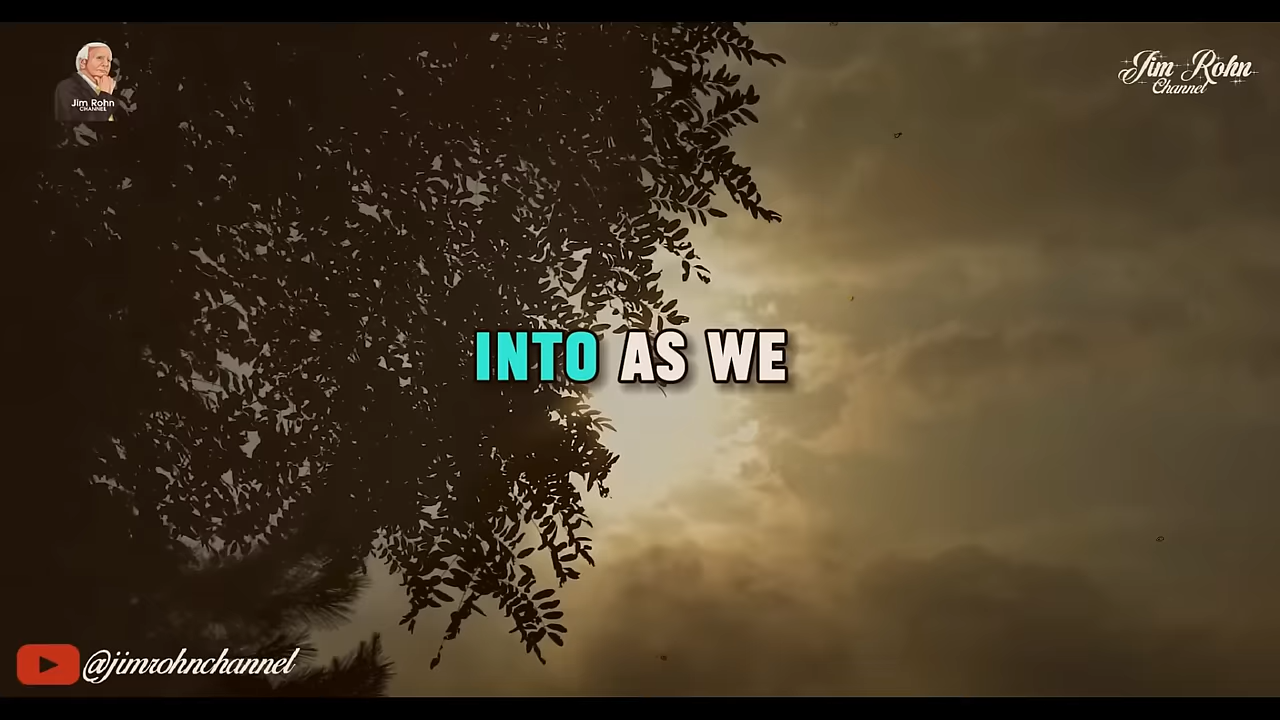 Jim Rohn
CHANNEL
Jim Rohn
Channel
INTO AS WE
@jimrohnchannel